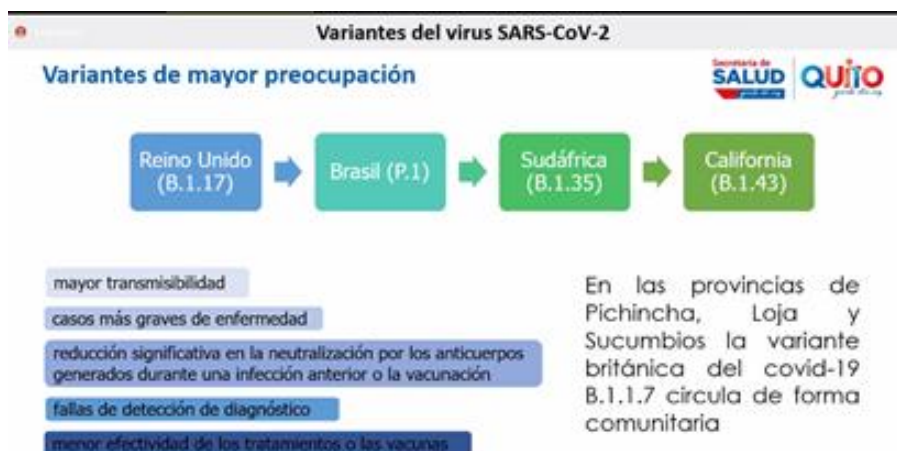 Variantes del virus SARS-CoV-2
Variantes de mayor preocupación
Secretaría de
SALUD
QUITO
Reino Unido
(B.1.17)
Brasil (P.1)
Sudáfrica
(B.1.35)
California
(B.1.43)
mayor transmisibilidad
casos más graves de enfermedad
reducción significativa en la neutralización por los anticuerpos
generados durante una infección anterior o la vacunación
fallas de detección de diagnóstico
menor efectividad de los tratamientos o las vacunas
En las provincias de
Pichincha, Loja y
Sucumbios la variante
británica del covid-19
B.1.1.7 circula de forma
comunitaria